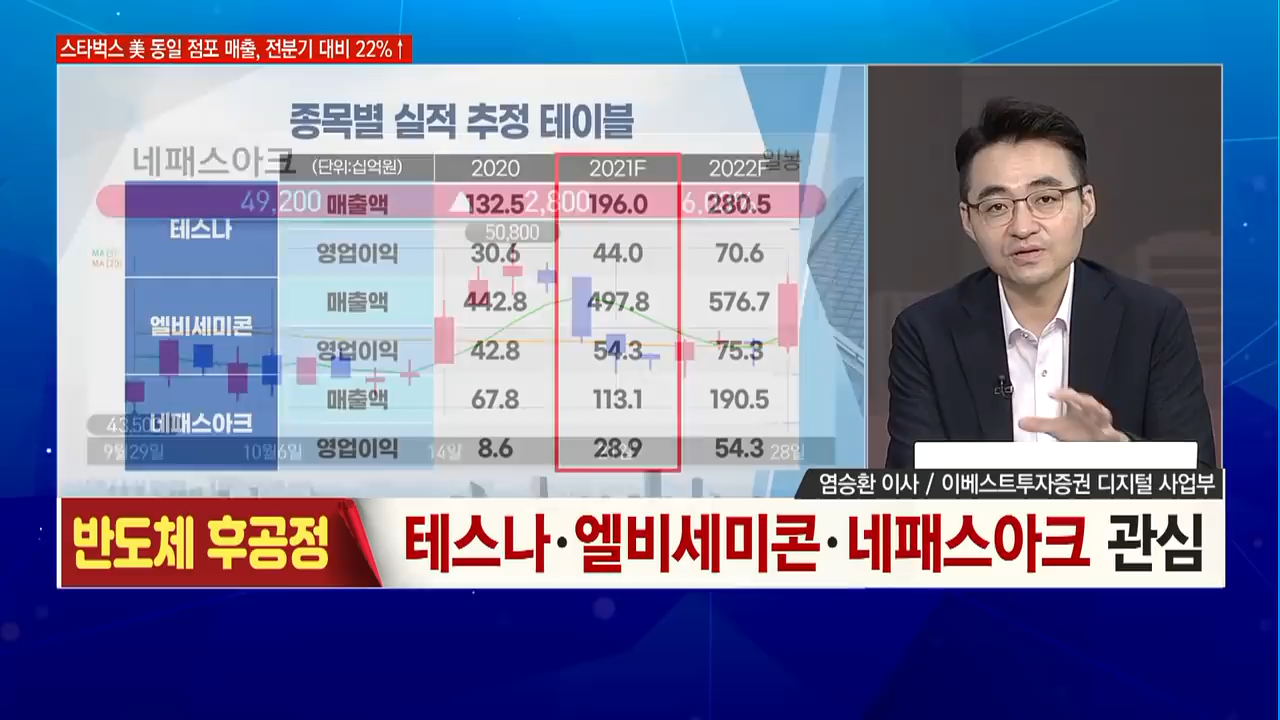 스타벅스 美 동일 점포 매출, 전분기 대비 22%↑
종목별 실적 추정 테이블
네패스아크
일봉
(단위:십억원) 2020 2021F 2022F
49,200 ▲ 2,800
테스나
매출액 132.5 196.0 280.5
50,800
영업이익 30.6 44.0 70.6
MA [5]
MA [20]
엘비세미콘
매출액 442.8 497.8 576.7
영업이익 42.8 54.3 75.3
네패스아크
매출액 67.8 113.1 190.5
영업이익 8.6 28.9 54.3
9월29일 10월6일 14일 28일
염승환 이사 / 이베스트투자증권 디지털 사업부
반도체 후공정
테스나·엘비세미콘·네패스아크 관심